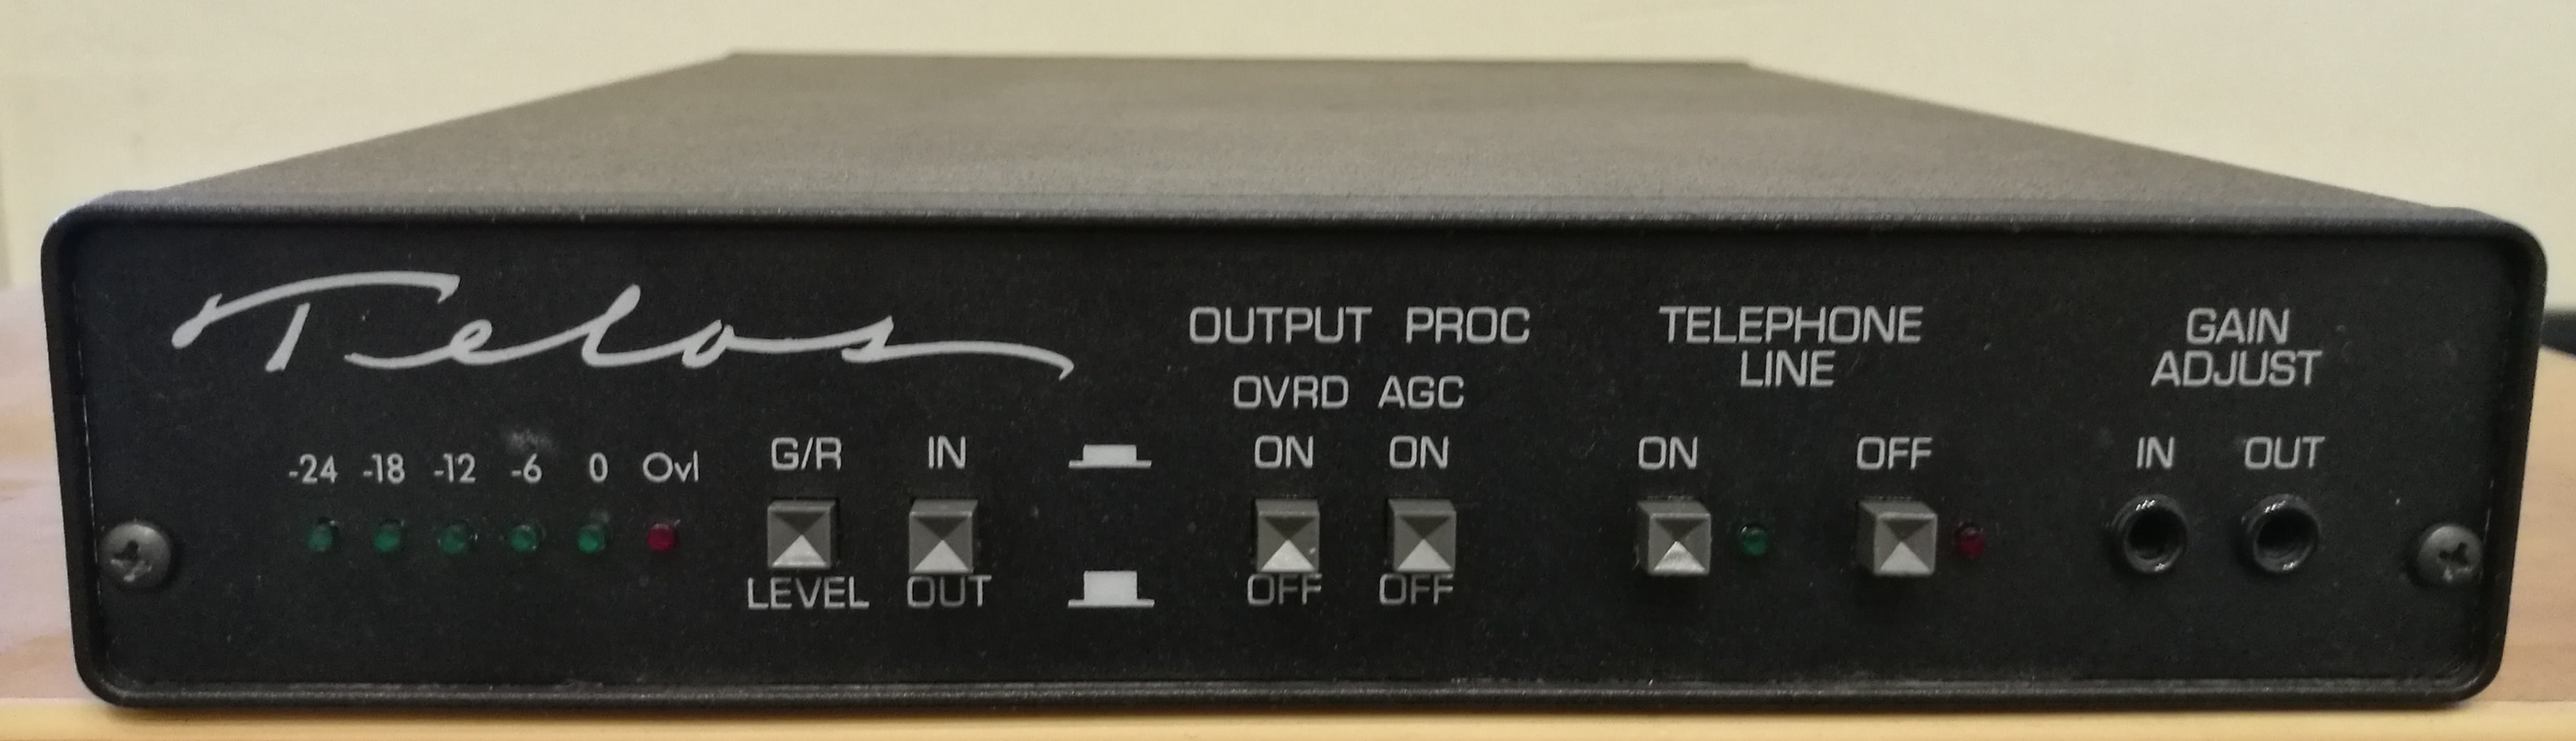 Telos
OUTPUT PROC
OVRD AGC
TELEPHONE
LINE
GAIN
ADJUST
-24 -18 -12 -6 0 Ovl
G/R IN
ON ON
ON OFF
IN OUT
LEVEL OUT
OFF OFF